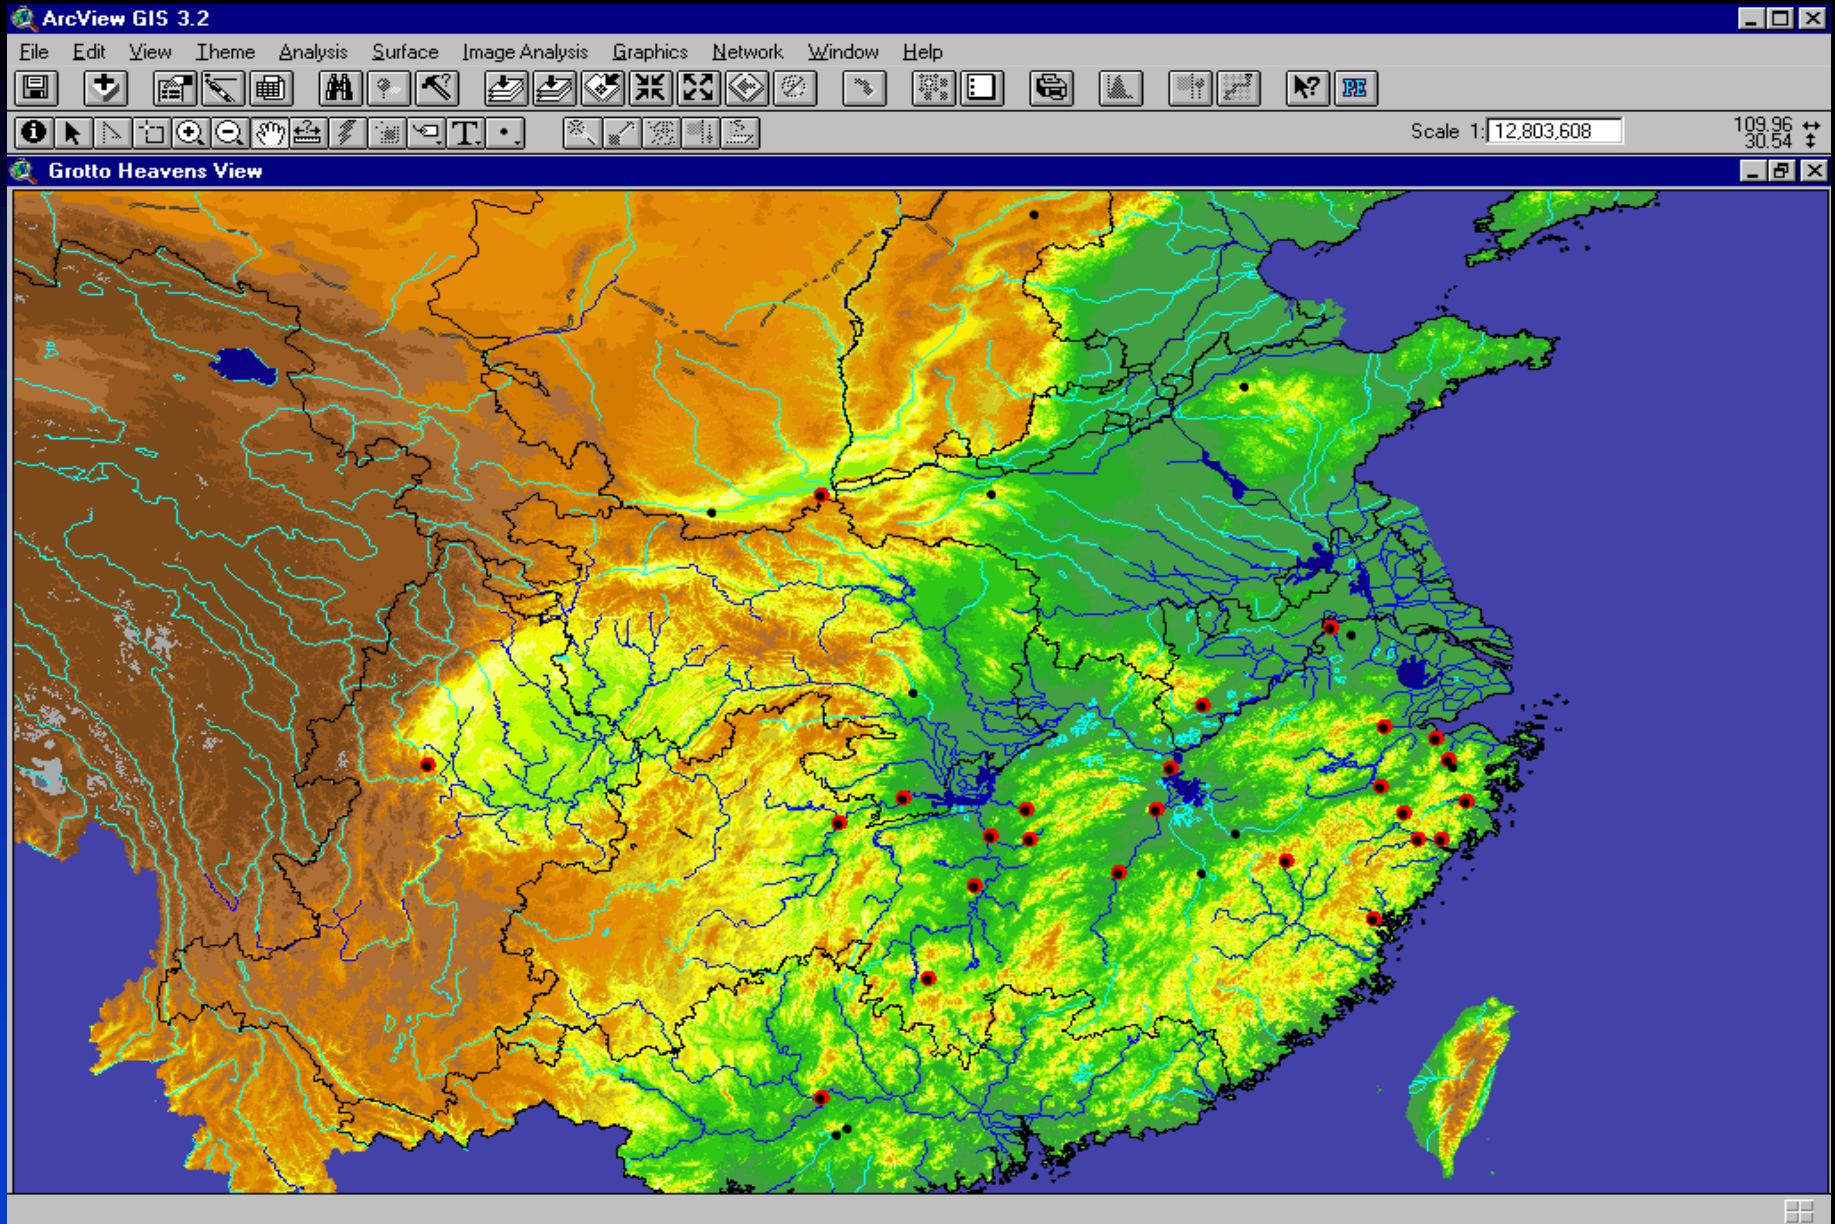 ArcView GIS 3.2
File Edit View Theme Analysis Surface Image Analysis Graphics Network Window Help
PE
T
Scale 1: 12,803,608
109.96
30.54
Grotto Heavens View